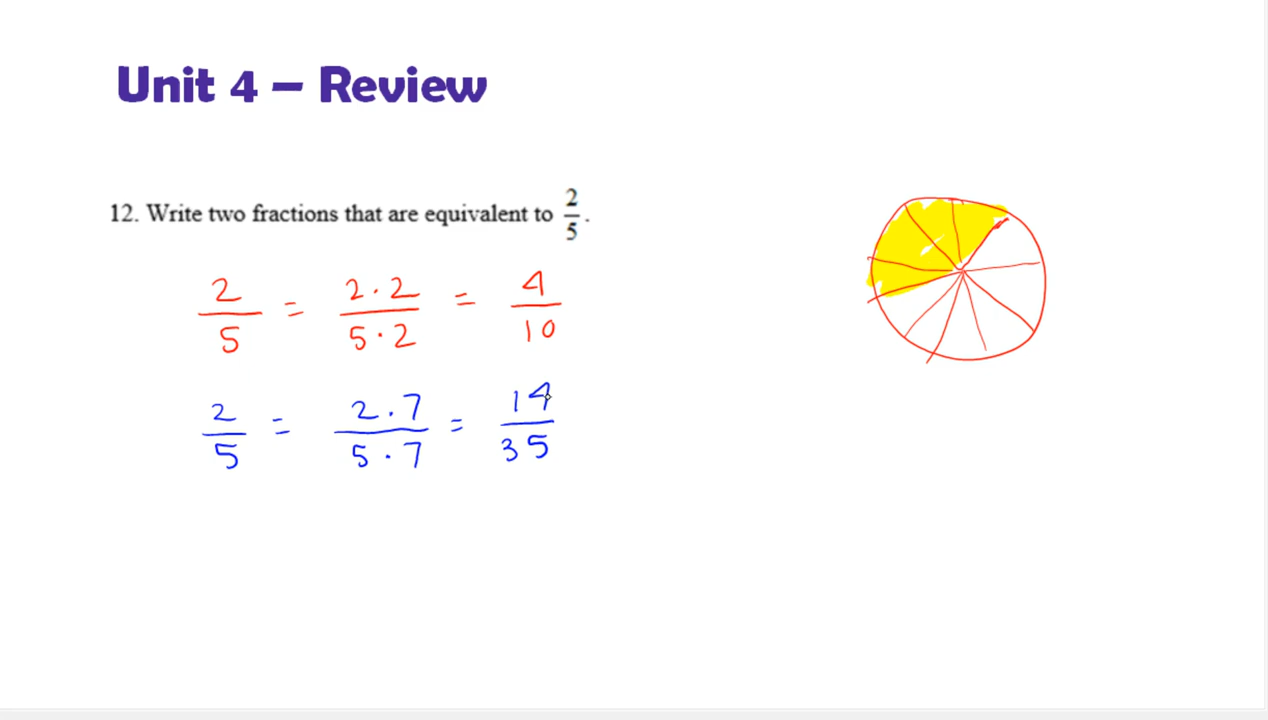 Unit 4 – Review
12. Write two fractions that are equivalent to 2/5.
2/5 = 2·2/5·2 = 4/10
2/5 = 2·7/5·7 = 14/35